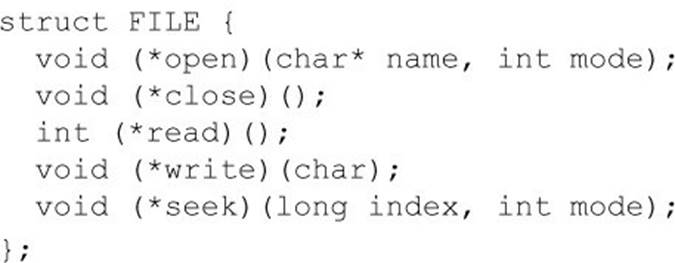 struct FILE {
  void (*open)(char* name, int mode);
  void (*close)();
  int (*read)();
  void (*write)(char);
  void (*seek)(long index, int mode);
};